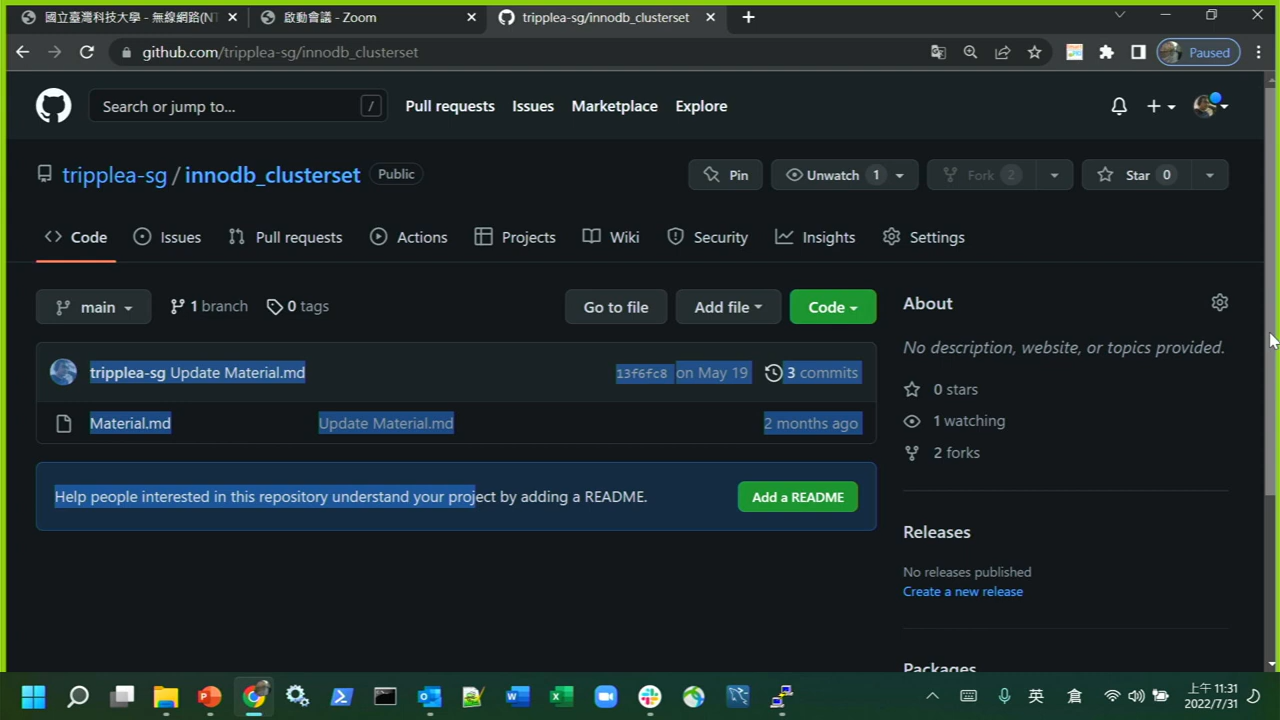 國立臺灣科技大學 - 無線網路(NT
啟動會議 - Zoom
tripplea-sg/innodb_clusterset
github.com/tripplea-sg/innodb_clusterset
Paused
Search or jump to...
/
Pull requests
Issues
Marketplace
Explore
tripplea-sg / innodb_clusterset
Public
Pin
Unwatch 1
Fork 2
Star 0
Code
Issues
Pull requests
Actions
Projects
Wiki
Security
Insights
Settings
main
1 branch
0 tags
Go to file
Add file
Code
About
No description, website, or topics provided.
tripplea-sg Update Material.md
13f6fc8 on May 19
3 commits
Material.md
Update Material.md
2 months ago
0 stars
1 watching
2 forks
Help people interested in this repository understand your project by adding a README.
Add a README
Releases
No releases published
Create a new release
Packages
英
倉
上午 11:31
2022/7/31